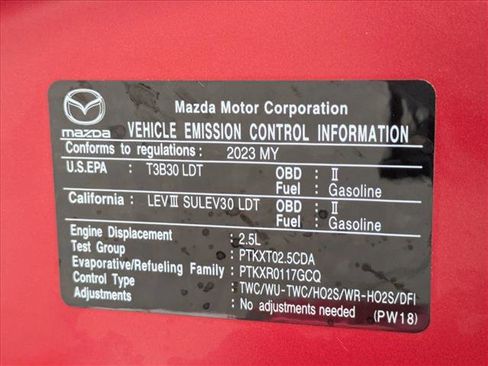 Mazda Motor Corporation
mazda VEHICLE EMISSION CONTROL INFORMATION
Conforms to regulations : 2023 MY
U.S.EPA : T3B30 LDT OBD : II
Fuel : Gasoline
California : LEV III SULEV30 LDT OBD : II
Fuel : Gasoline
Engine Displacement : 2.5L
Test Group : PTKXT02.5CDA
Evaporative/Refueling Family : PTKXR0117GCQ
Control Type : TWC/WU-TWC/HO2S/WR-HO2S/DFI
Adjustments : No adjustments needed (PW18)